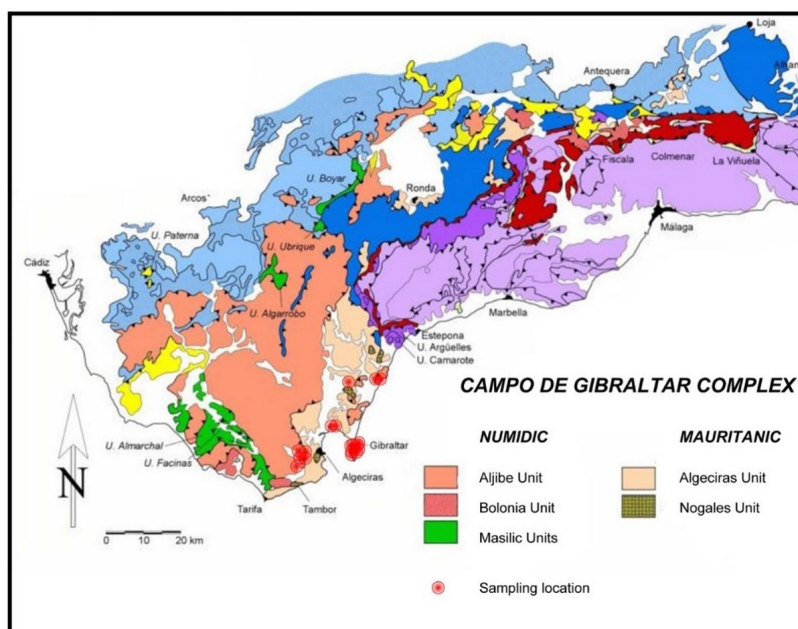 Loja
Antequera
Alham
U. Boyar
Ronda
Fiscala
Colmenar
La Viñuela
Arcos
U. Paterna
U. Ubrique
Málaga
Cádiz
U. Algarrobo
Marbella
Estepona
U. Argüelles
U. Camarote
CAMPO DE GIBRALTAR COMPLEX
NUMIDIC
MAURITANIC
U. Almarchal
Gibraltar
U. Facinas
Algeciras
Aljibe Unit
Algeciras Unit
N
Tarifa
Tambor
Bolonia Unit
Nogales Unit
0 10 20 km
Masilic Units
Sampling location